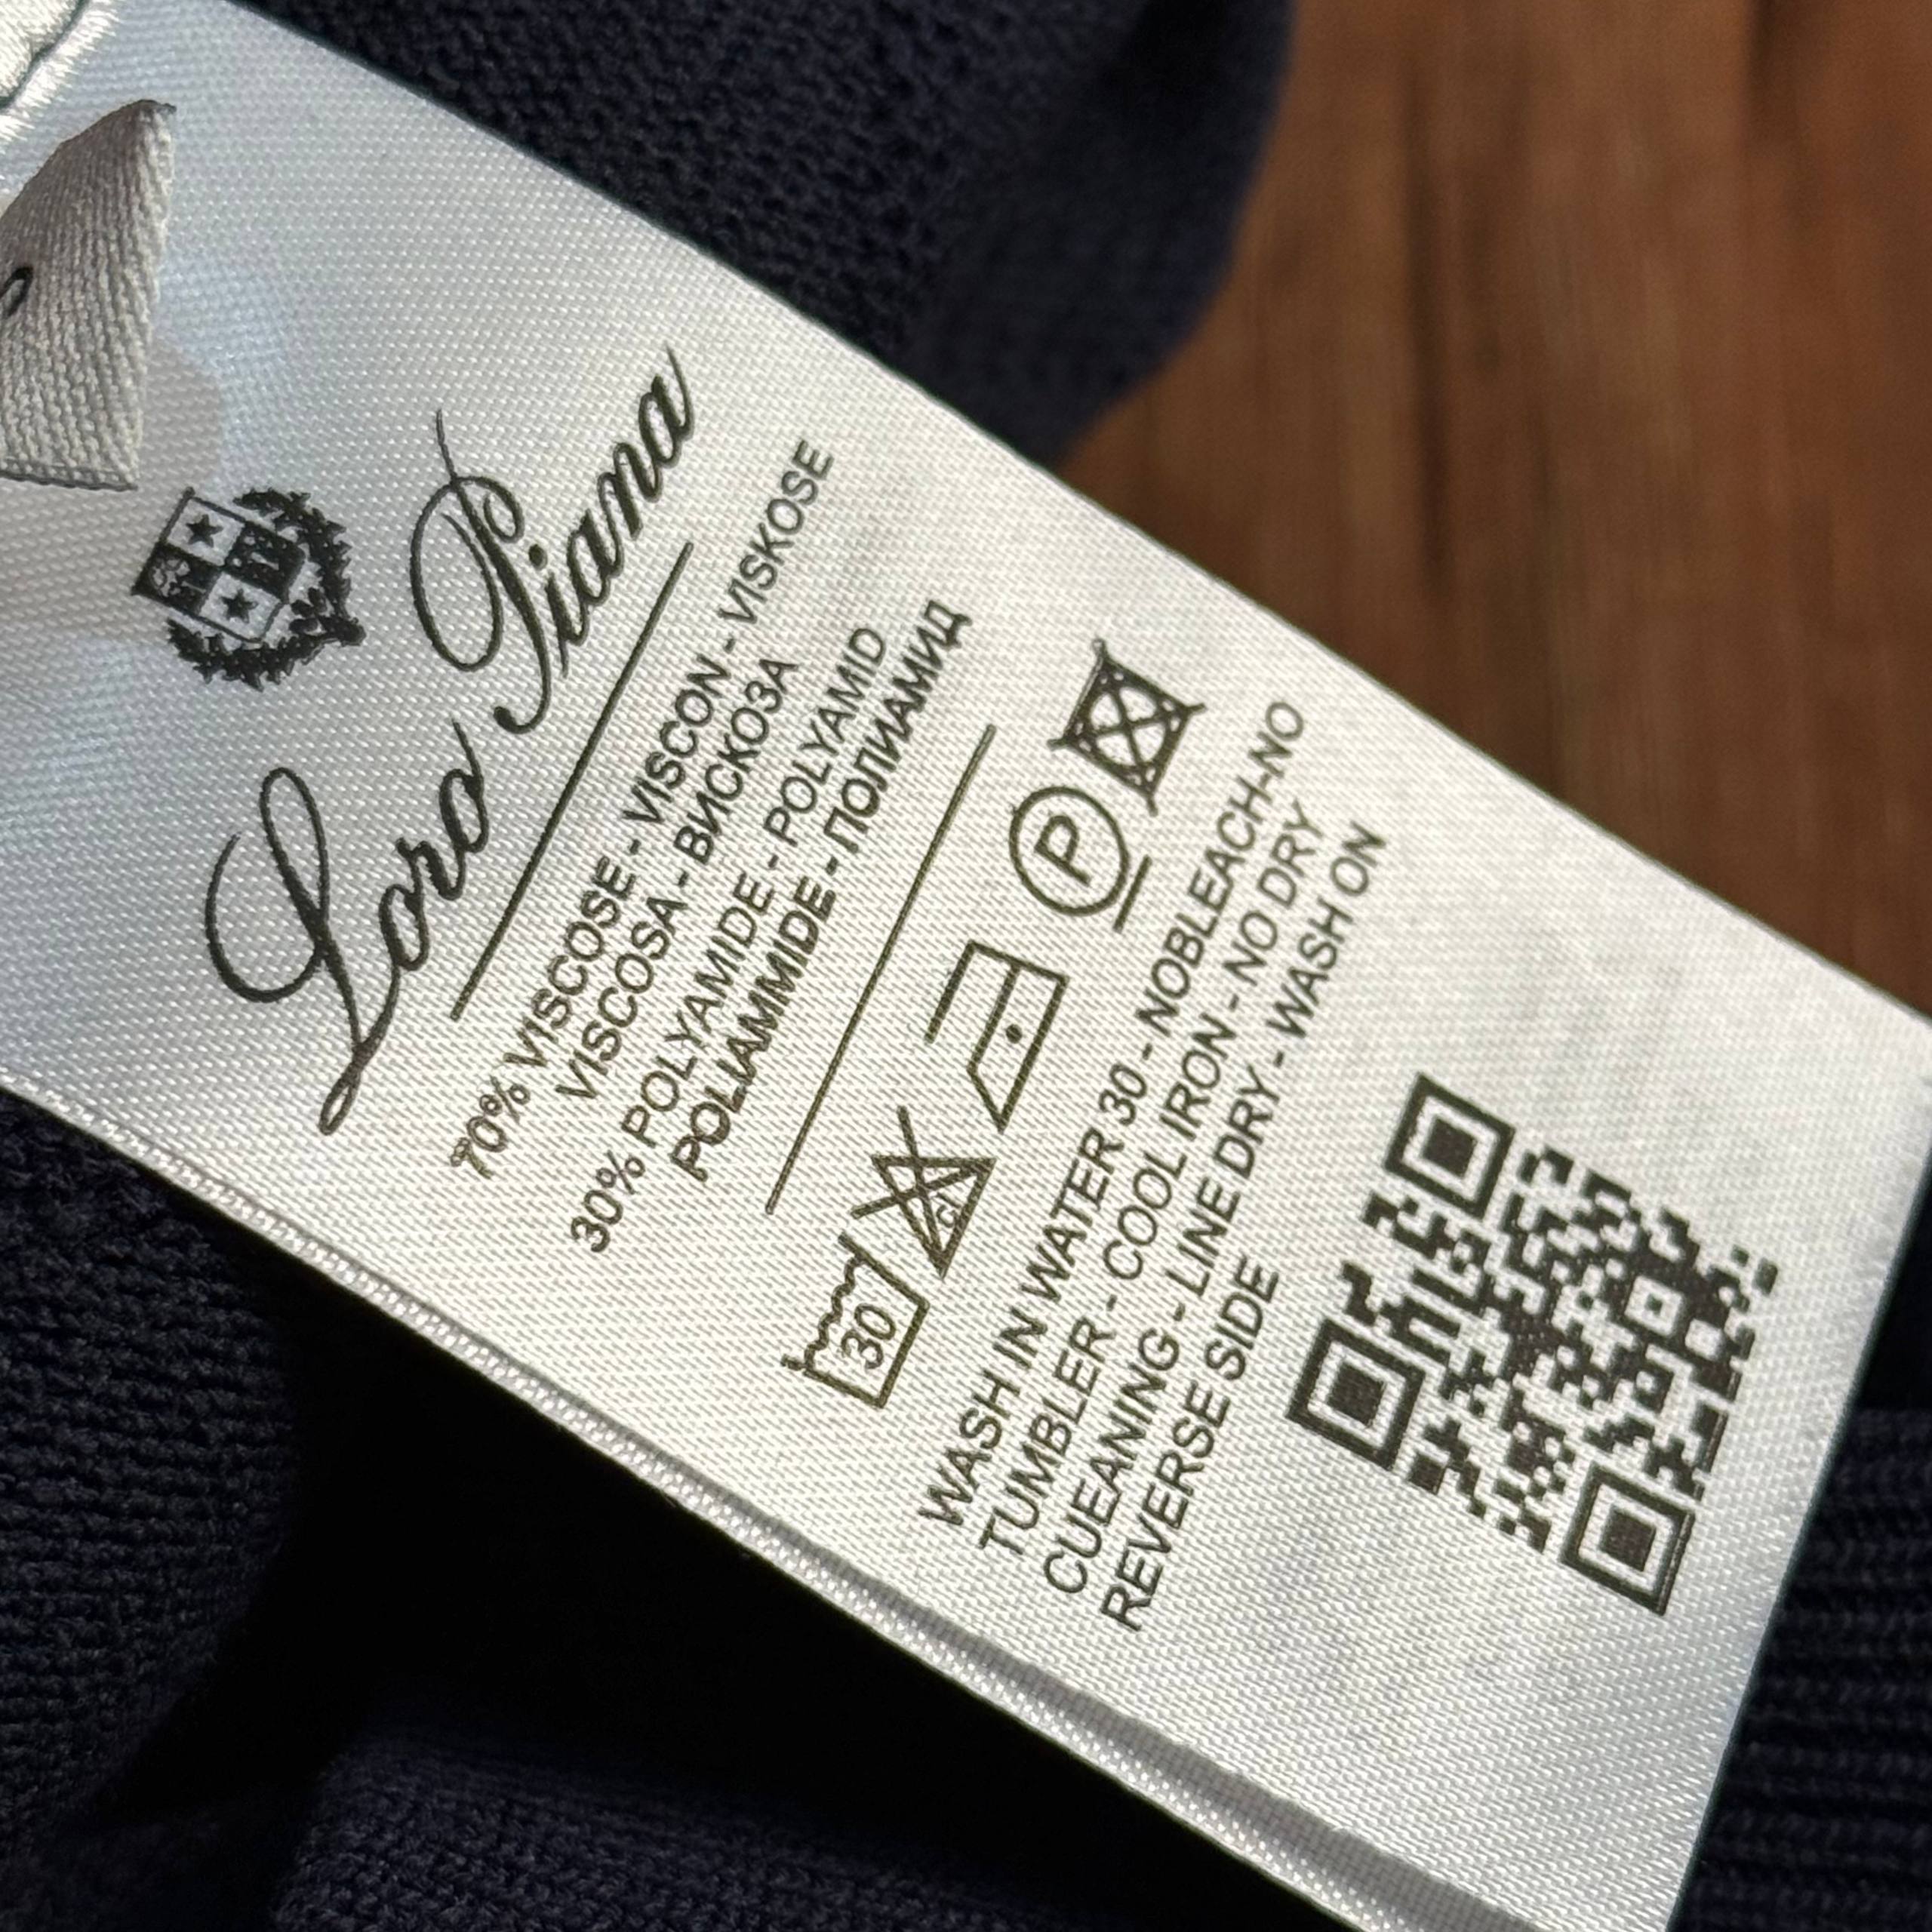 Loro Piana
70% VISCOSE - VISCON - VISKOSE
VISCOSA - ВИСКОЗА
30% POLYAMIDE - POLYAMID
POLIAMMIDE - ПОЛИАМИД
30
CL
P
WASH IN WATER 30 - NOBLEACH-NO
TUMBLER - COOL IRON - NO DRY
CUEANING - LINE DRY - WASH ON
REVERSE SIDE